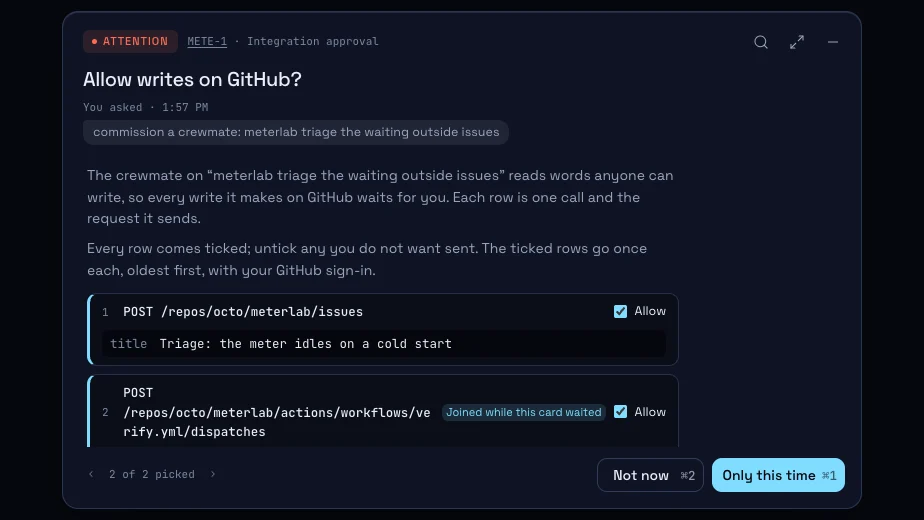 ATTENTION METE-1 · Integration approval
Allow writes on GitHub?
You asked · 1:57 PM
commission a crewmate: meterlab triage the waiting outside issues
The crewmate on “meterlab triage the waiting outside issues” reads words anyone can
write, so every write it makes on GitHub waits for you. Each row is one call and the
request it sends.
Every row comes ticked; untick any you do not want sent. The ticked rows go once
each, oldest first, with your GitHub sign-in.
1 POST /repos/octo/meterlab/issues Allow
title Triage: the meter idles on a cold start
POST
2 /repos/octo/meterlab/actions/workflows/ve Joined while this card waited Allow
rify.yml/dispatches
‹ 2 of 2 picked › Not now ⌘2 Only this time ⌘1